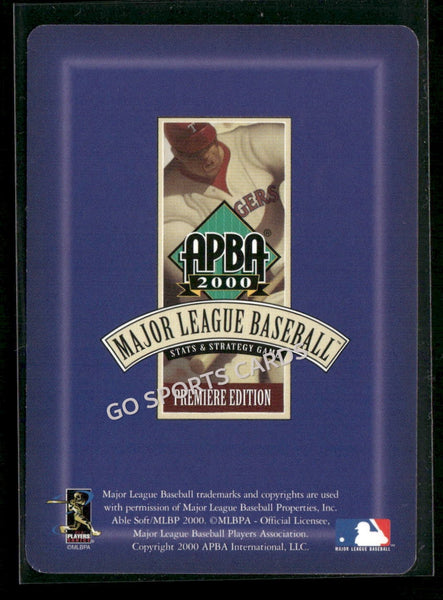 T
GERS
APBA®
2000
MAJOR LEAGUE BASEBALL™
STATS & STRATEGY GAME
GO SPORTS CARDS
PREMIERE EDITION
Major League Baseball trademarks and copyrights are used
with permission of Major League Baseball Properties, Inc.
Able Soft/MLBP 2000. ©MLBPA - Official Licensee,
Major League Baseball Players Association.
Copyright 2000 APBA International, LLC.
PLAYERS
CHOICE
©MLBPA
MAJOR LEAGUE BASEBALL